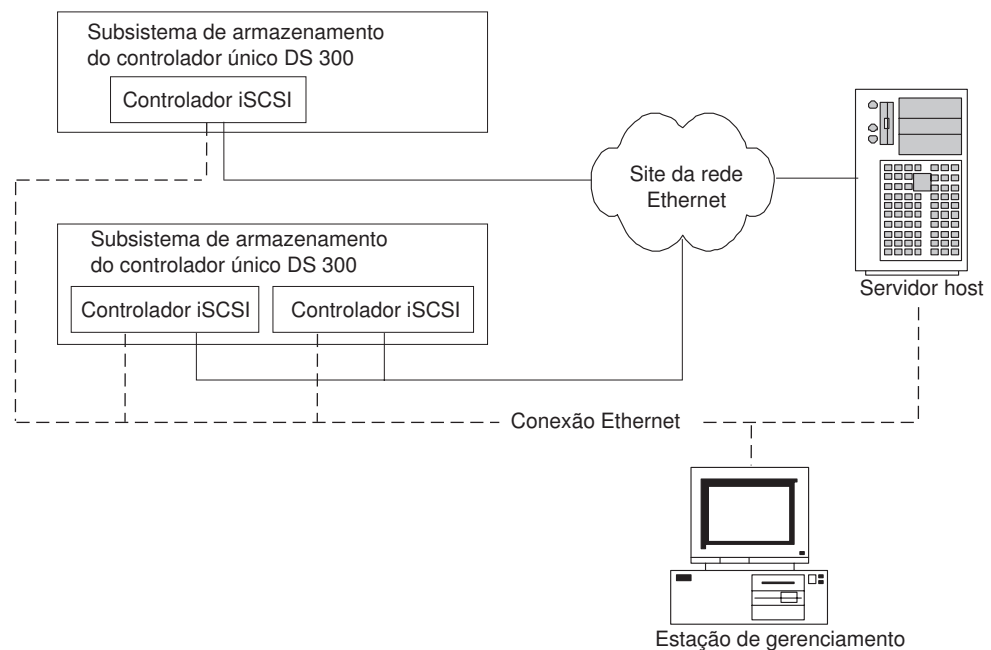 Subsistema de armazenamento
do controlador único DS 300
Controlador iSCSI
Site da rede
Ethernet
Subsistema de armazenamento
do controlador único DS 300
Controlador iSCSI
Controlador iSCSI
Servidor host
Conexão Ethernet
Estação de gerenciamento